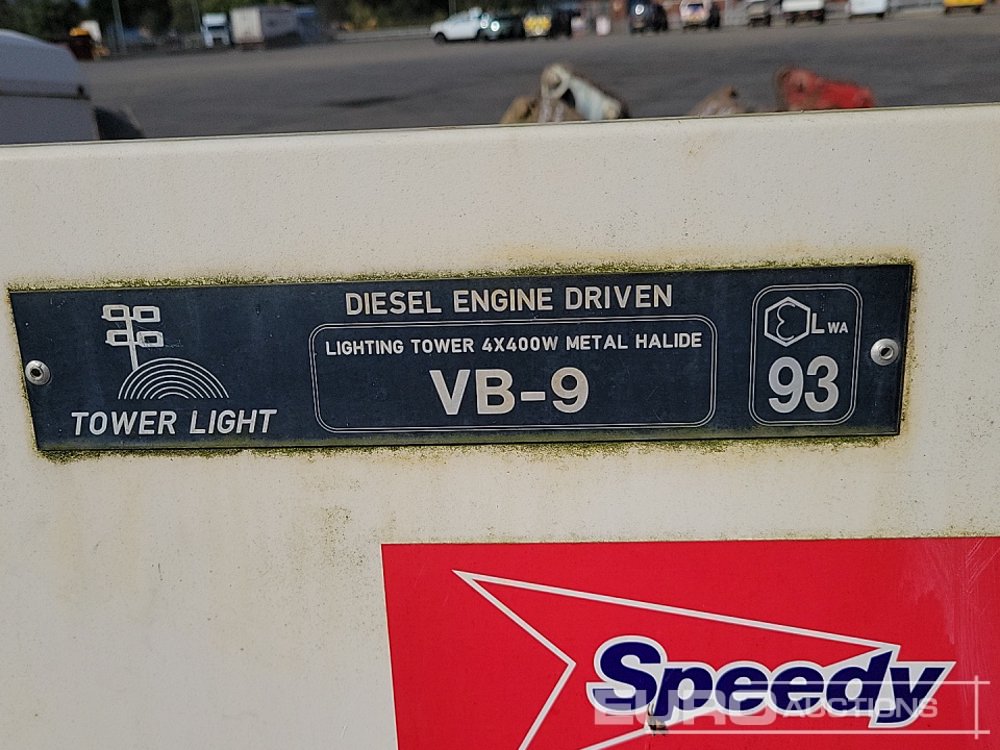 DIESEL ENGINE DRIVEN
LIGHTING TOWER 4X400W METAL HALIDE
VB-9
TOWER LIGHT
LWA
93
Speedy
EURO AUCTIONS